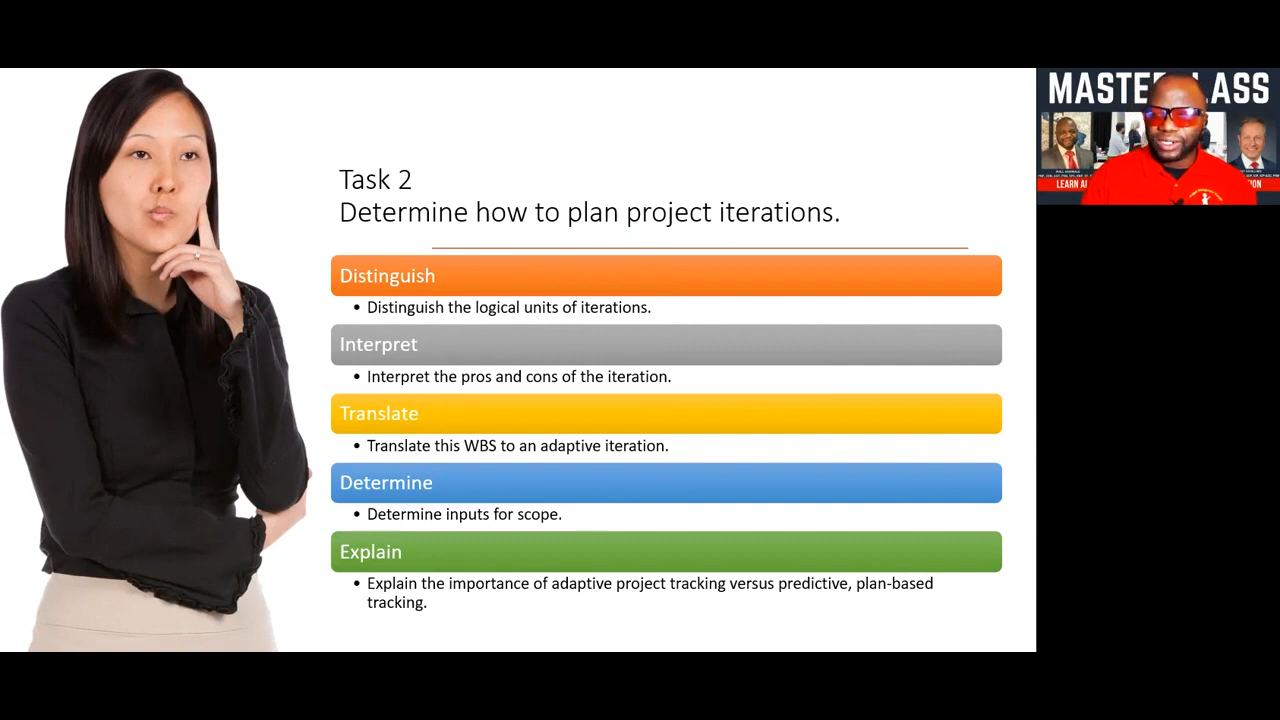 Task 2
Determine how to plan project iterations.
Distinguish
• Distinguish the logical units of iterations.
Interpret
• Interpret the pros and cons of the iteration.
Translate
• Translate this WBS to an adaptive iteration.
Determine
• Determine inputs for scope.
Explain
• Explain the importance of adaptive project tracking versus predictive, plan-based
tracking.
LEARN